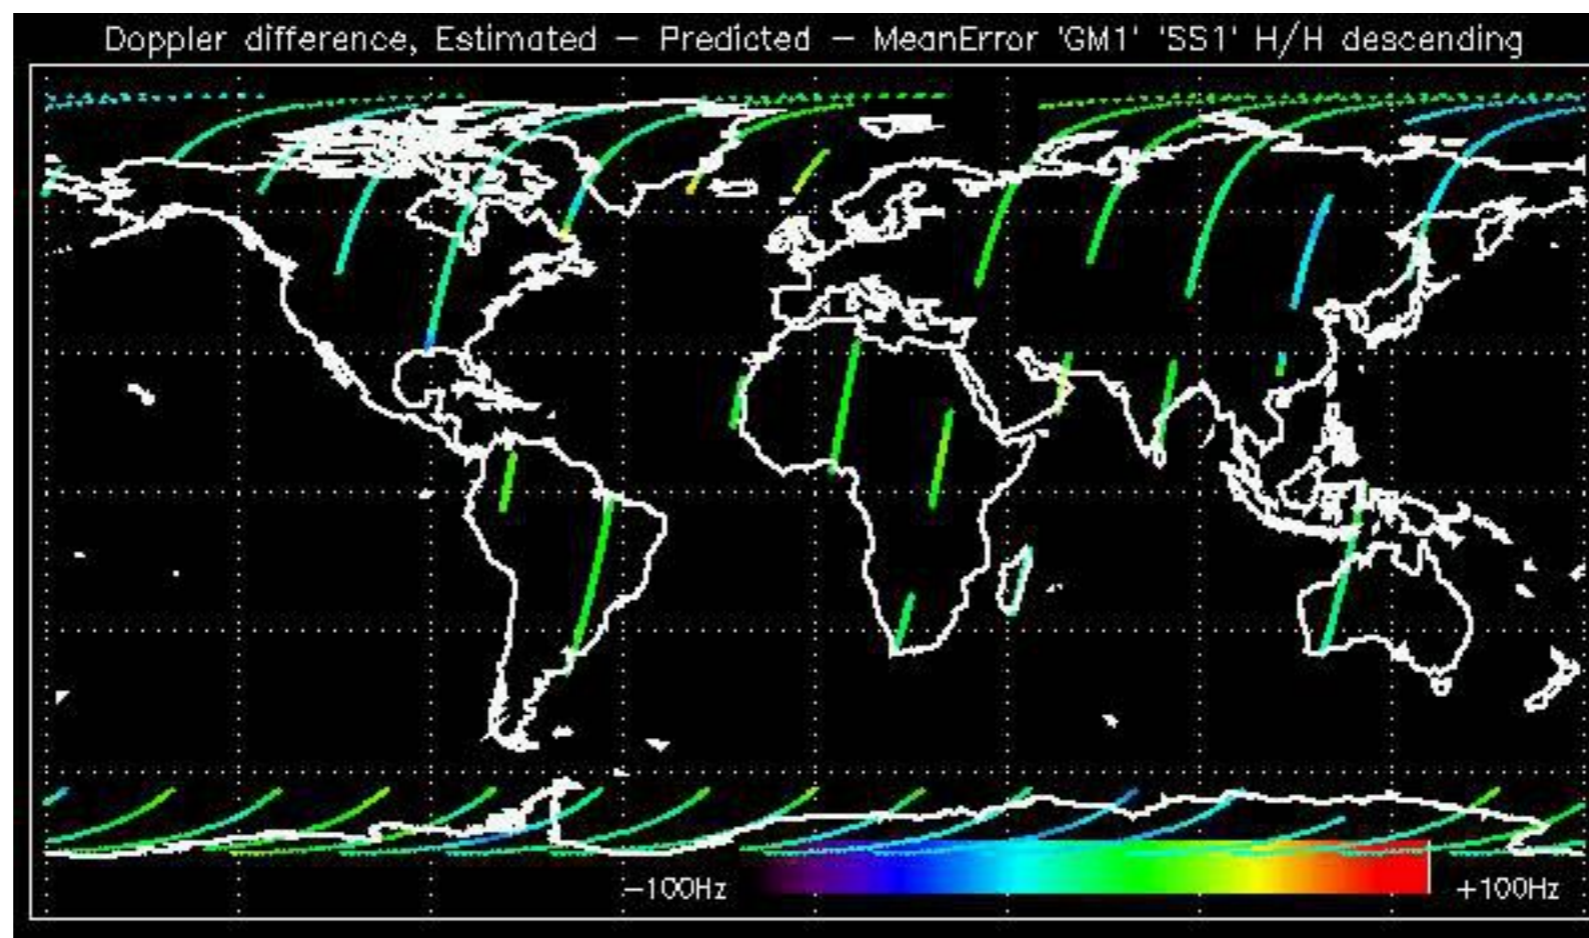 Doppler difference, Estimated – Predicted – MeanError 'GM1' 'SS1' H/H descending
–100Hz
+100Hz